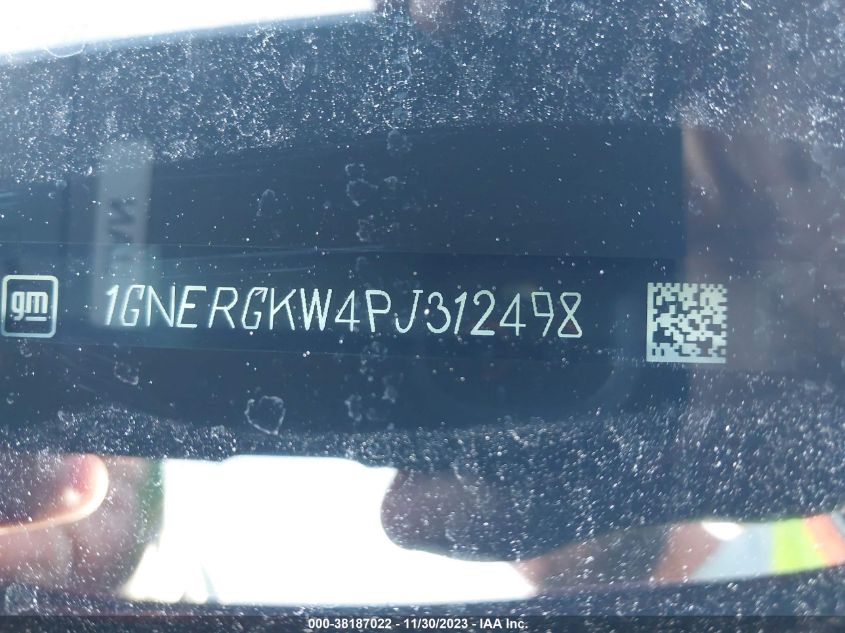 gm 1GNERGKW4PJ312498
000-38187022 - 11/30/2023 - IAA Inc.